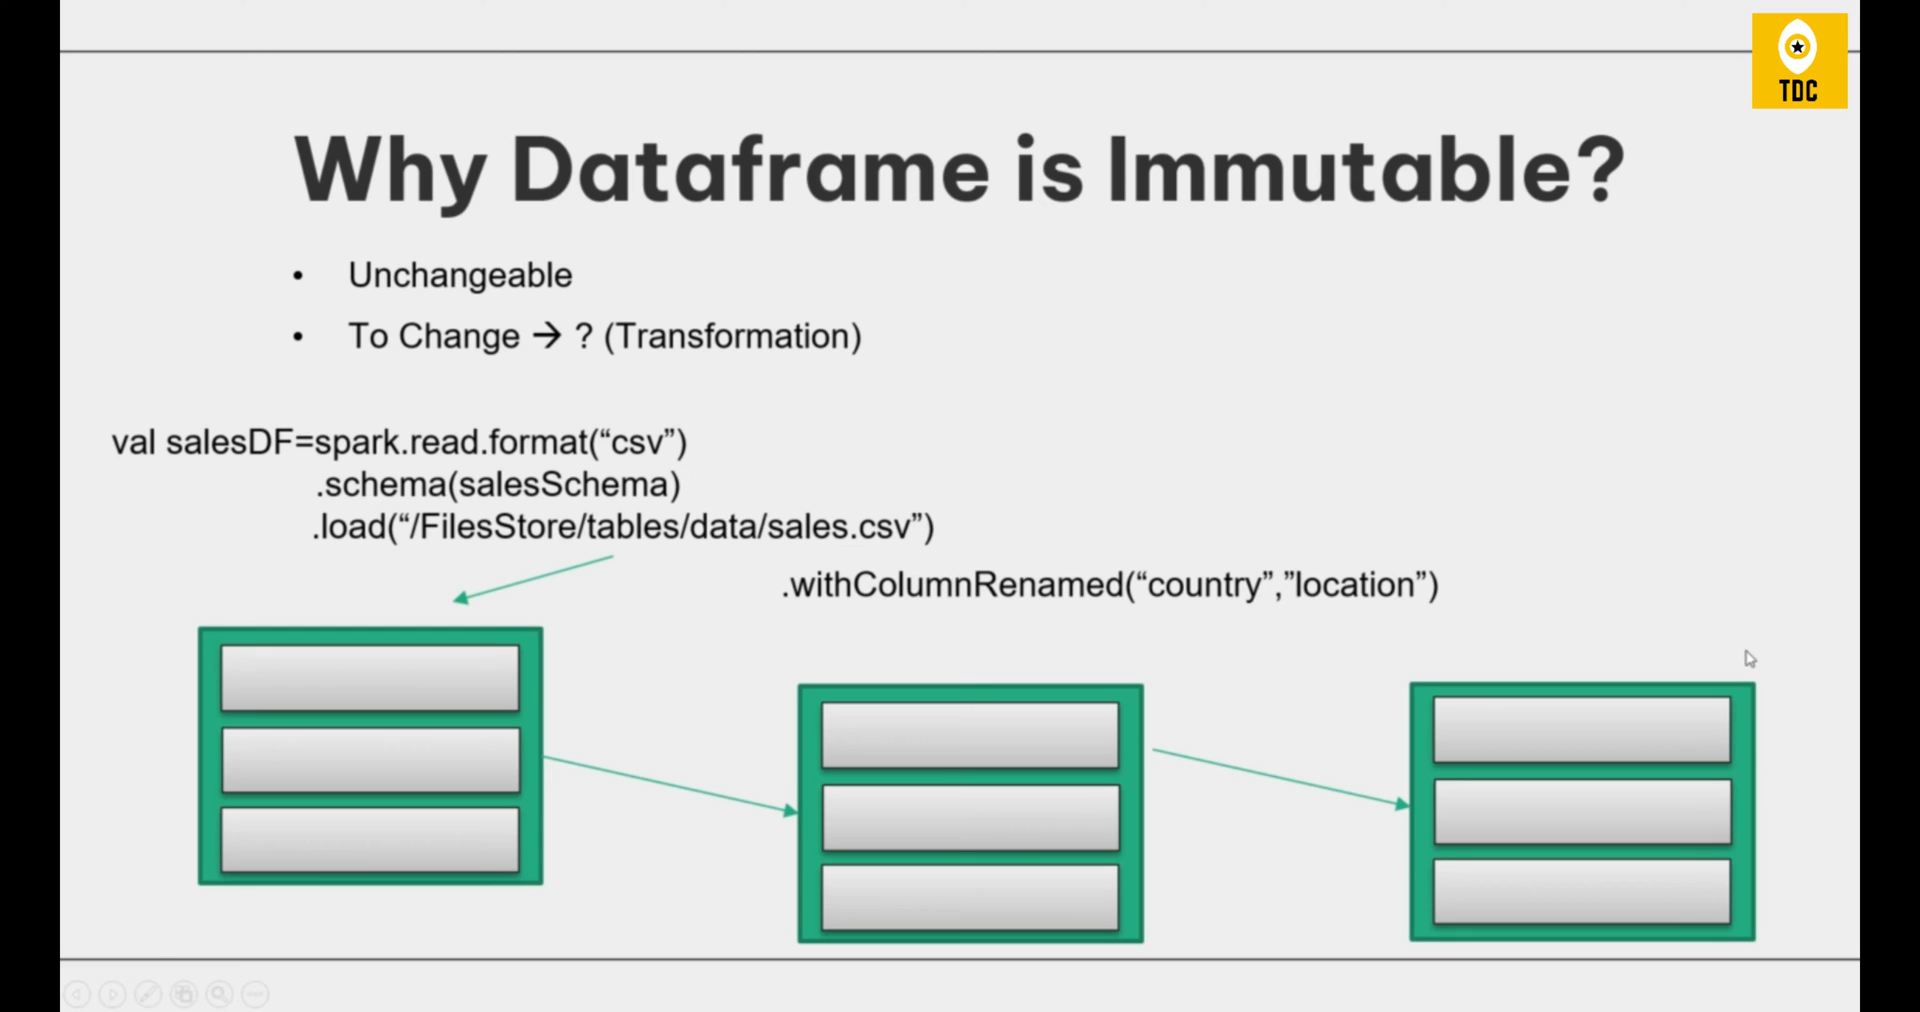 TDC
Why Dataframe is Immutable?
• Unchangeable
• To Change → ? (Transformation)
val salesDF=spark.read.format(“csv”)
.schema(salesSchema)
.load(“/FilesStore/tables/data/sales.csv”)
.withColumnRenamed(“country”,”location”)